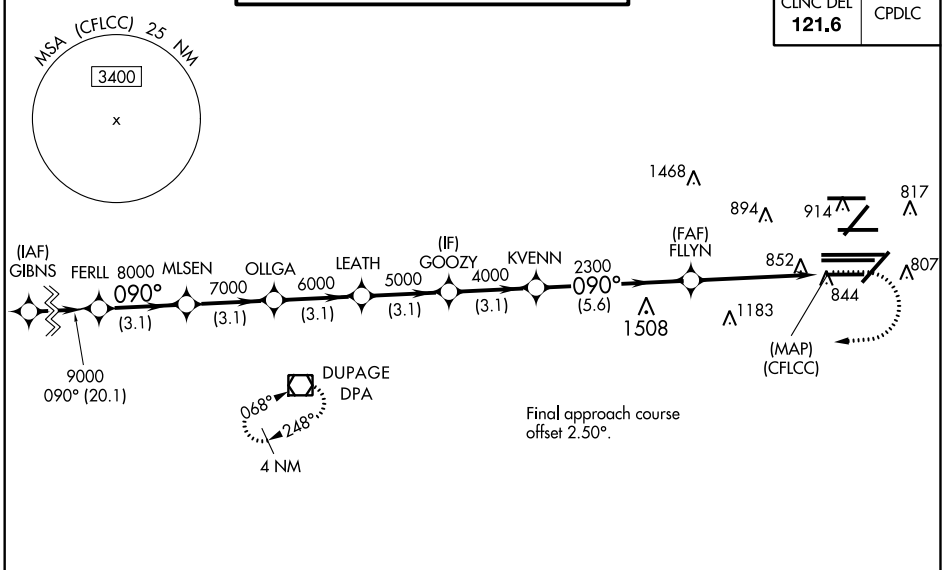 CLNC DEL
121.6
CPDLC
MSA (CFLCC) 25 NM
3400
x
1468
894
914
817
(IAF)
GIBNS
FERLL
8000
090°
(3.1)
MLSEN
7000
(3.1)
OLLGA
6000
(3.1)
LEATH
5000
(3.1)
(IF)
GOOZY
4000
(3.1)
KVENN
2300
090°
(5.6)
(FAF)
FLLYN
852
807
844
1508
1183
(MAP)
(CFLCC)
9000
090° (20.1)
DUPAGE
DPA
068°
248°
4 NM
Final approach course
offset 2.50°.